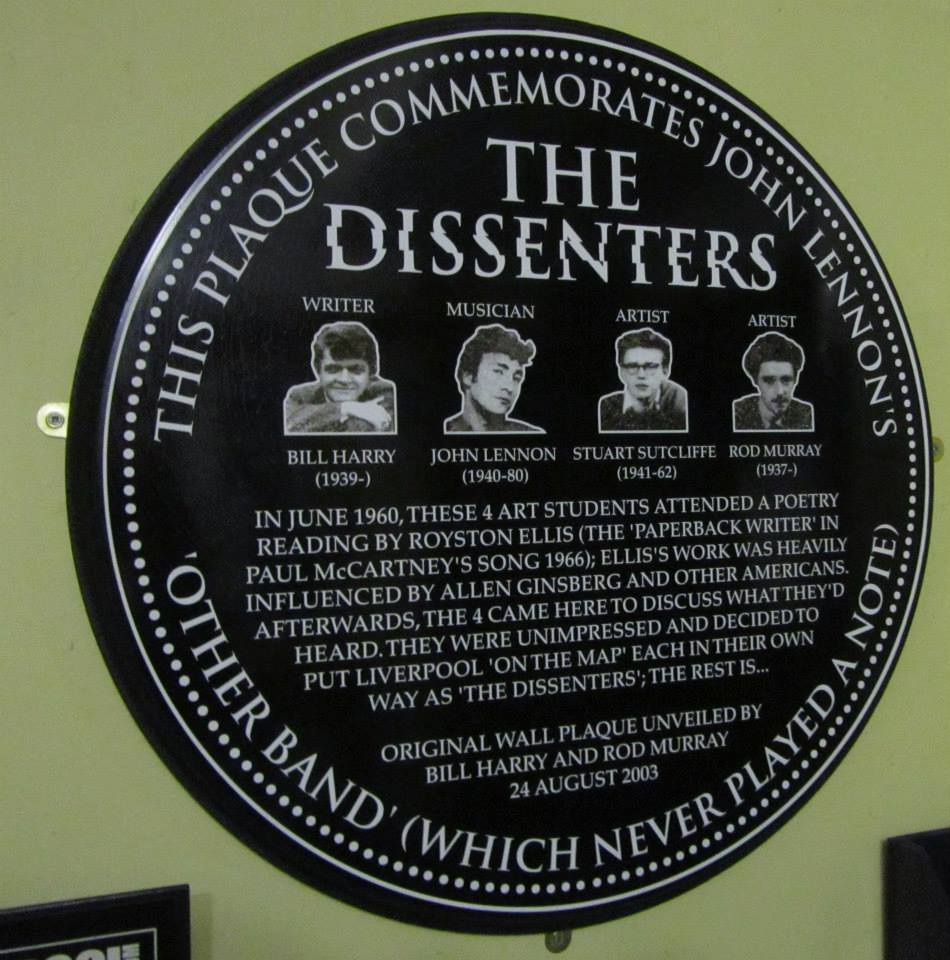 THIS PLAQUE COMMEMORATES JOHN LENNON'S
THE
DISSENTERS
WRITER
MUSICIAN
ARTIST
ARTIST
BILL HARRY
(1939-)
JOHN LENNON
(1940-80)
STUART SUTCLIFFE
(1941-62)
ROD MURRAY
(1937-)
IN JUNE 1960, THESE 4 ART STUDENTS ATTENDED A POETRY
READING BY ROYSTON ELLIS (THE 'PAPERBACK WRITER' IN
PAUL McCARTNEY'S SONG 1966); ELLIS'S WORK WAS HEAVILY
INFLUENCED BY ALLEN GINSBERG AND OTHER AMERICANS.
AFTERWARDS, THE 4 CAME HERE TO DISCUSS WHAT THEY'D
HEARD. THEY WERE UNIMPRESSED AND DECIDED TO
PUT LIVERPOOL 'ON THE MAP' EACH IN THEIR OWN
WAY AS 'THE DISSENTERS'; THE REST IS...
ORIGINAL WALL PLAQUE UNVEILED BY
BILL HARRY AND ROD MURRAY
24 AUGUST 2003
'OTHER BAND' (WHICH NEVER PLAYED A NOTE)